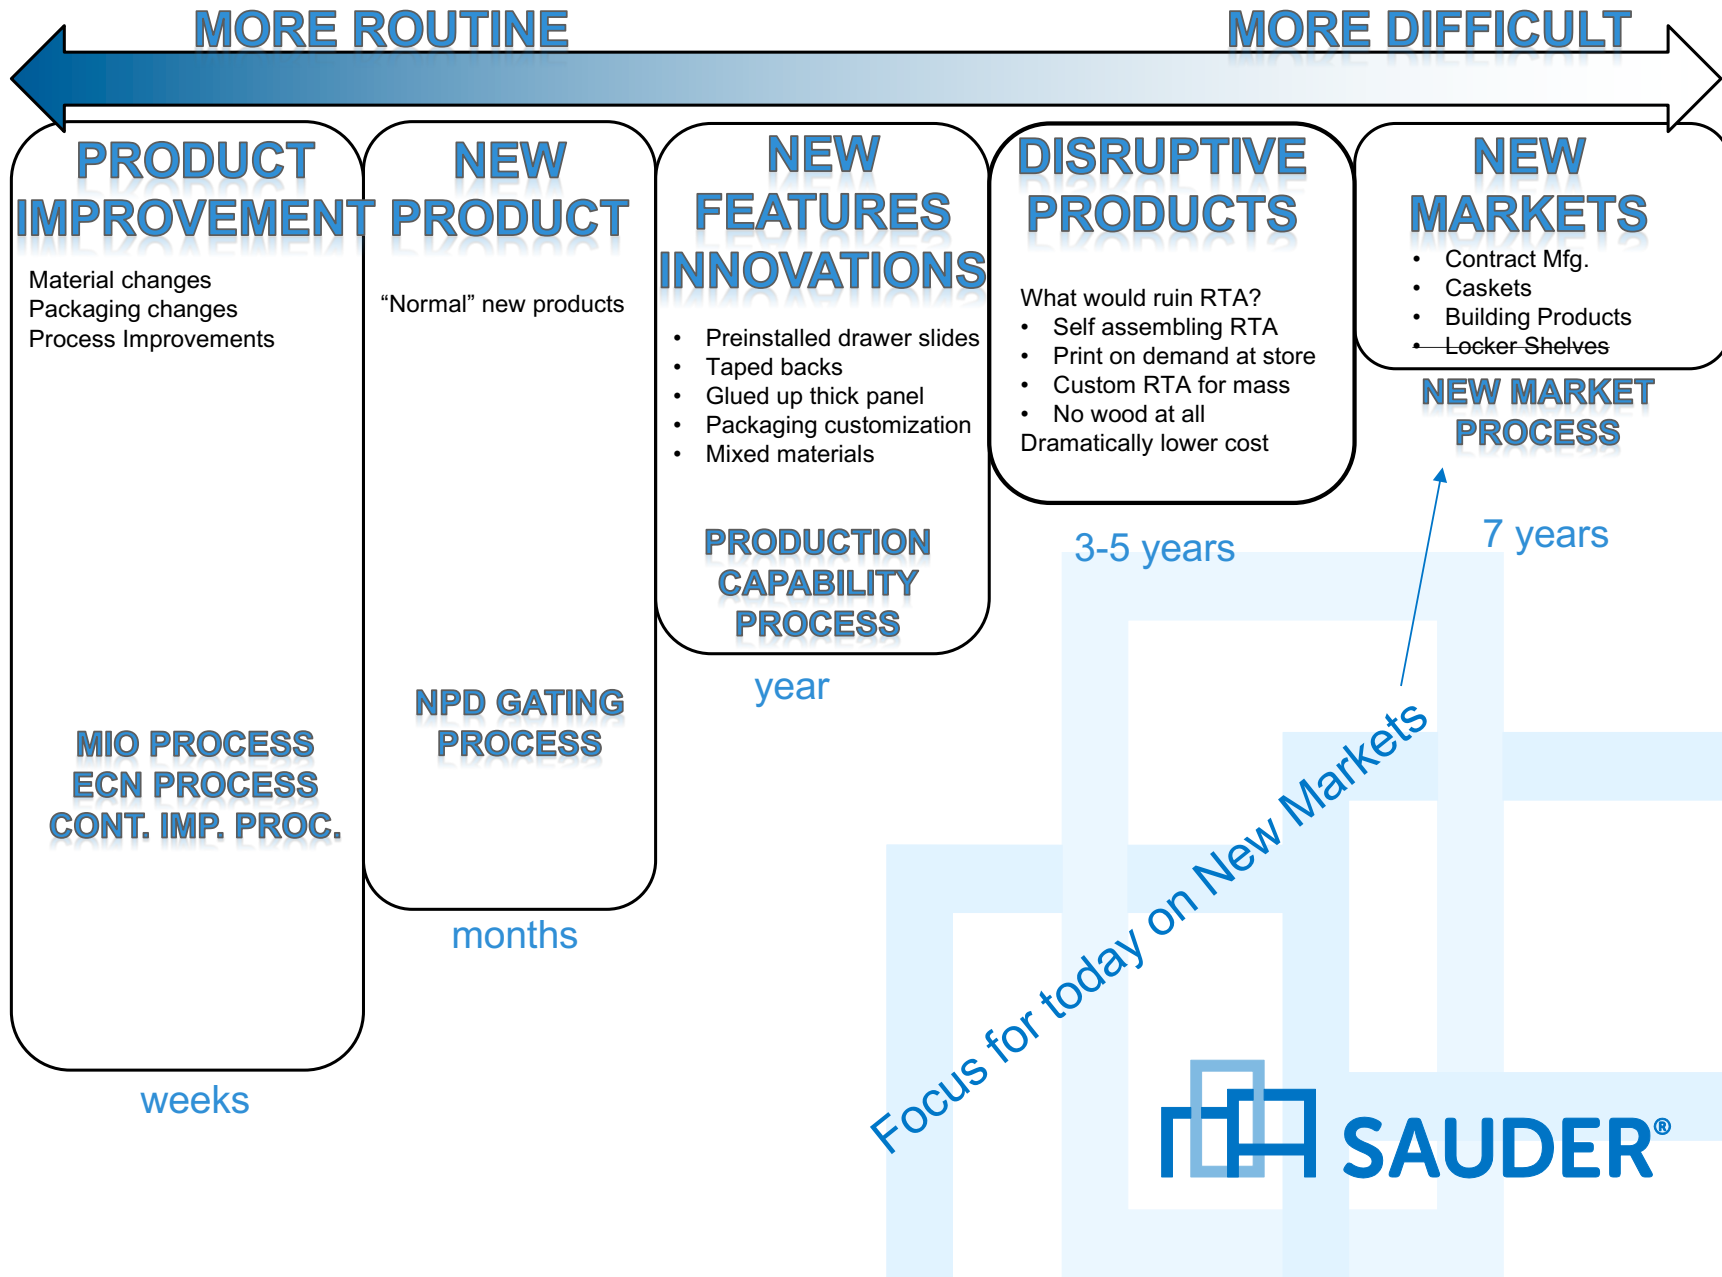 MORE ROUTINE
MORE DIFFICULT
PRODUCT
IMPROVEMENT
Material changes
Packaging changes
Process Improvements
MIO PROCESS
ECN PROCESS
CONT. IMP. PROC.
weeks
NEW
PRODUCT
“Normal” new products
NPD GATING
PROCESS
months
NEW
FEATURES
INNOVATIONS
• Preinstalled drawer slides
• Taped backs
• Glued up thick panel
• Packaging customization
• Mixed materials
PRODUCTION
CAPABILITY
PROCESS
year
DISRUPTIVE
PRODUCTS
What would ruin RTA?
• Self assembling RTA
• Print on demand at store
• Custom RTA for mass
• No wood at all
Dramatically lower cost
3-5 years
NEW
MARKETS
• Contract Mfg.
• Caskets
• Building Products
• Locker Shelves
NEW MARKET
PROCESS
7 years
Focus for today on New Markets
SAUDER®